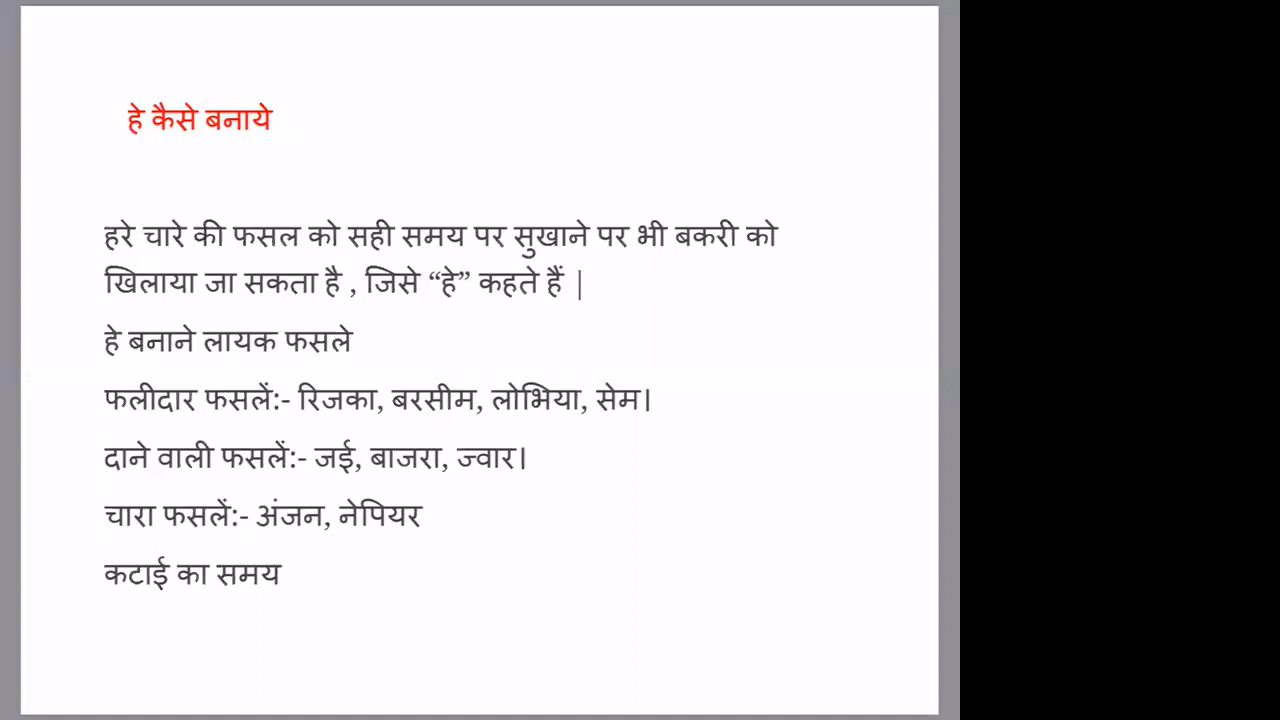 हे कैसे बनाये
हरे चारे की फसल को सही समय पर सुखाने पर भी बकरी को
खिलाया जा सकता है , जिसे “हे” कहते हैं |
हे बनाने लायक फसले
फलीदार फसलें:- रिजका, बरसीम, लोभिया, सेम।
दाने वाली फसलें:- जई, बाजरा, ज्वार।
चारा फसलें:- अंजन, नेपियर
कटाई का समय